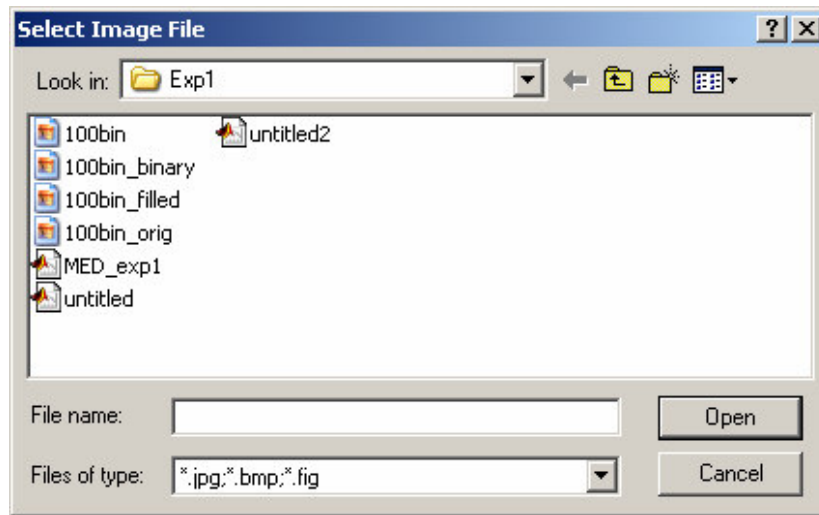 Select Image File
Look in: Exp1
100bin
100bin_binary
100bin_filled
100bin_orig
MED_exp1
untitled
untitled2
File name:
Open
Files of type: *.jpg;*.bmp;*.fig
Cancel